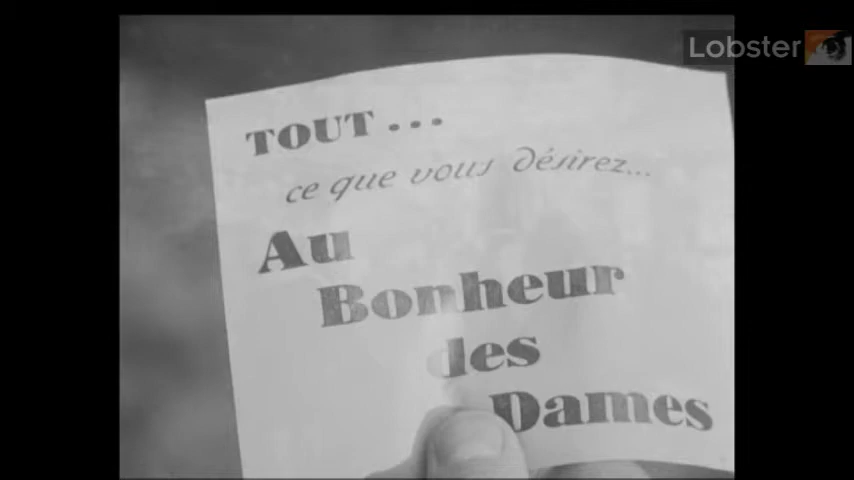 Lobster
TOUT...
ce que vous désirez...
Au
Bonheur
des
Dames